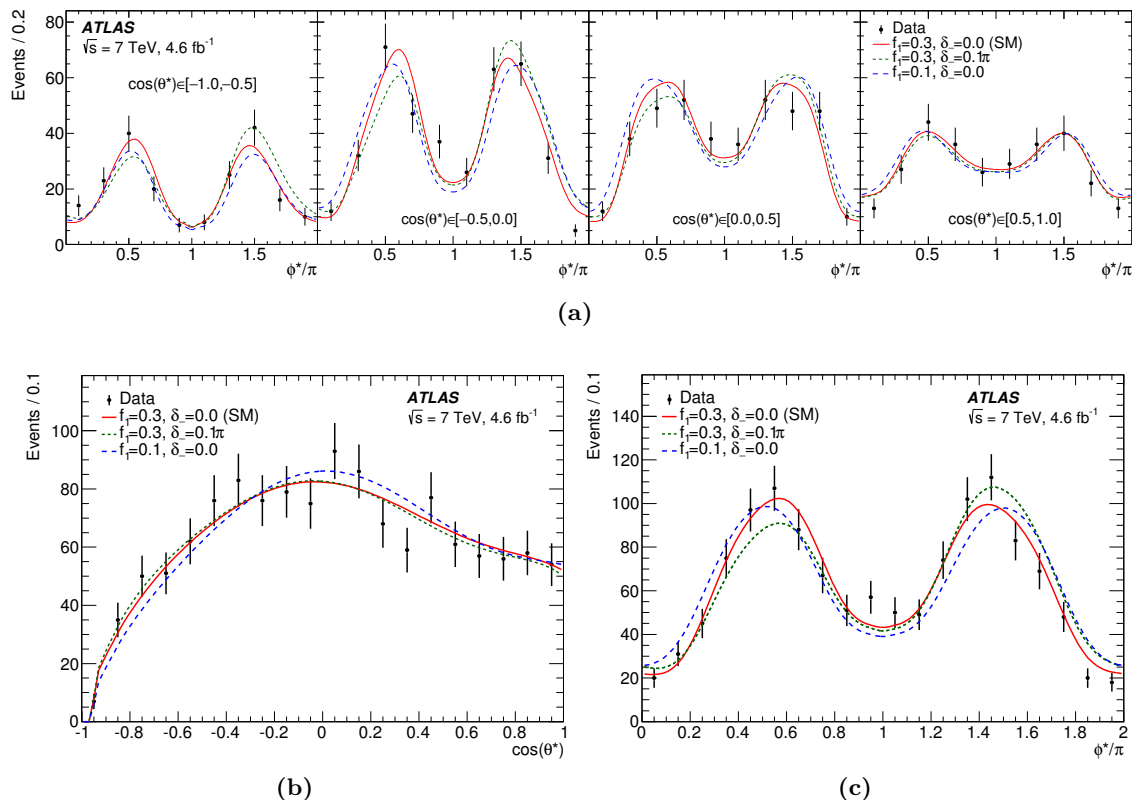 Events / 0.2
80
60
40
20
0
ATLAS
√s = 7 TeV, 4.6 fb⁻¹
cos(θ*)∈[−1.0,−0.5]
cos(θ*)∈[−0.5,0.0]
cos(θ*)∈[0.0,0.5]
Data
f₁=0.3, δ₋=0.0 (SM)
f₁=0.3, δ₋=0.1π
f₁=0.1, δ₋=0.0
cos(θ*)∈[0.5,1.0]
0.5 1 1.5 0.5 1 1.5 0.5 1 1.5 0.5 1 1.5
ϕ*/π ϕ*/π ϕ*/π ϕ*/π
(a)
Events / 0.1
100
80
60
40
20
0
Data
f₁=0.3, δ₋=0.0 (SM)
f₁=0.3, δ₋=0.1π
f₁=0.1, δ₋=0.0
ATLAS
√s = 7 TeV, 4.6 fb⁻¹
-1 -0.8 -0.6 -0.4 -0.2 0 0.2 0.4 0.6 0.8 1
cos(θ*)
(b)
Events / 0.1
140
120
100
80
60
40
20
0
Data
f₁=0.3, δ₋=0.0 (SM)
f₁=0.3, δ₋=0.1π
f₁=0.1, δ₋=0.0
ATLAS
√s = 7 TeV, 4.6 fb⁻¹
0 0.2 0.4 0.6 0.8 1 1.2 1.4 1.6 1.8 2
ϕ*/π
(c)